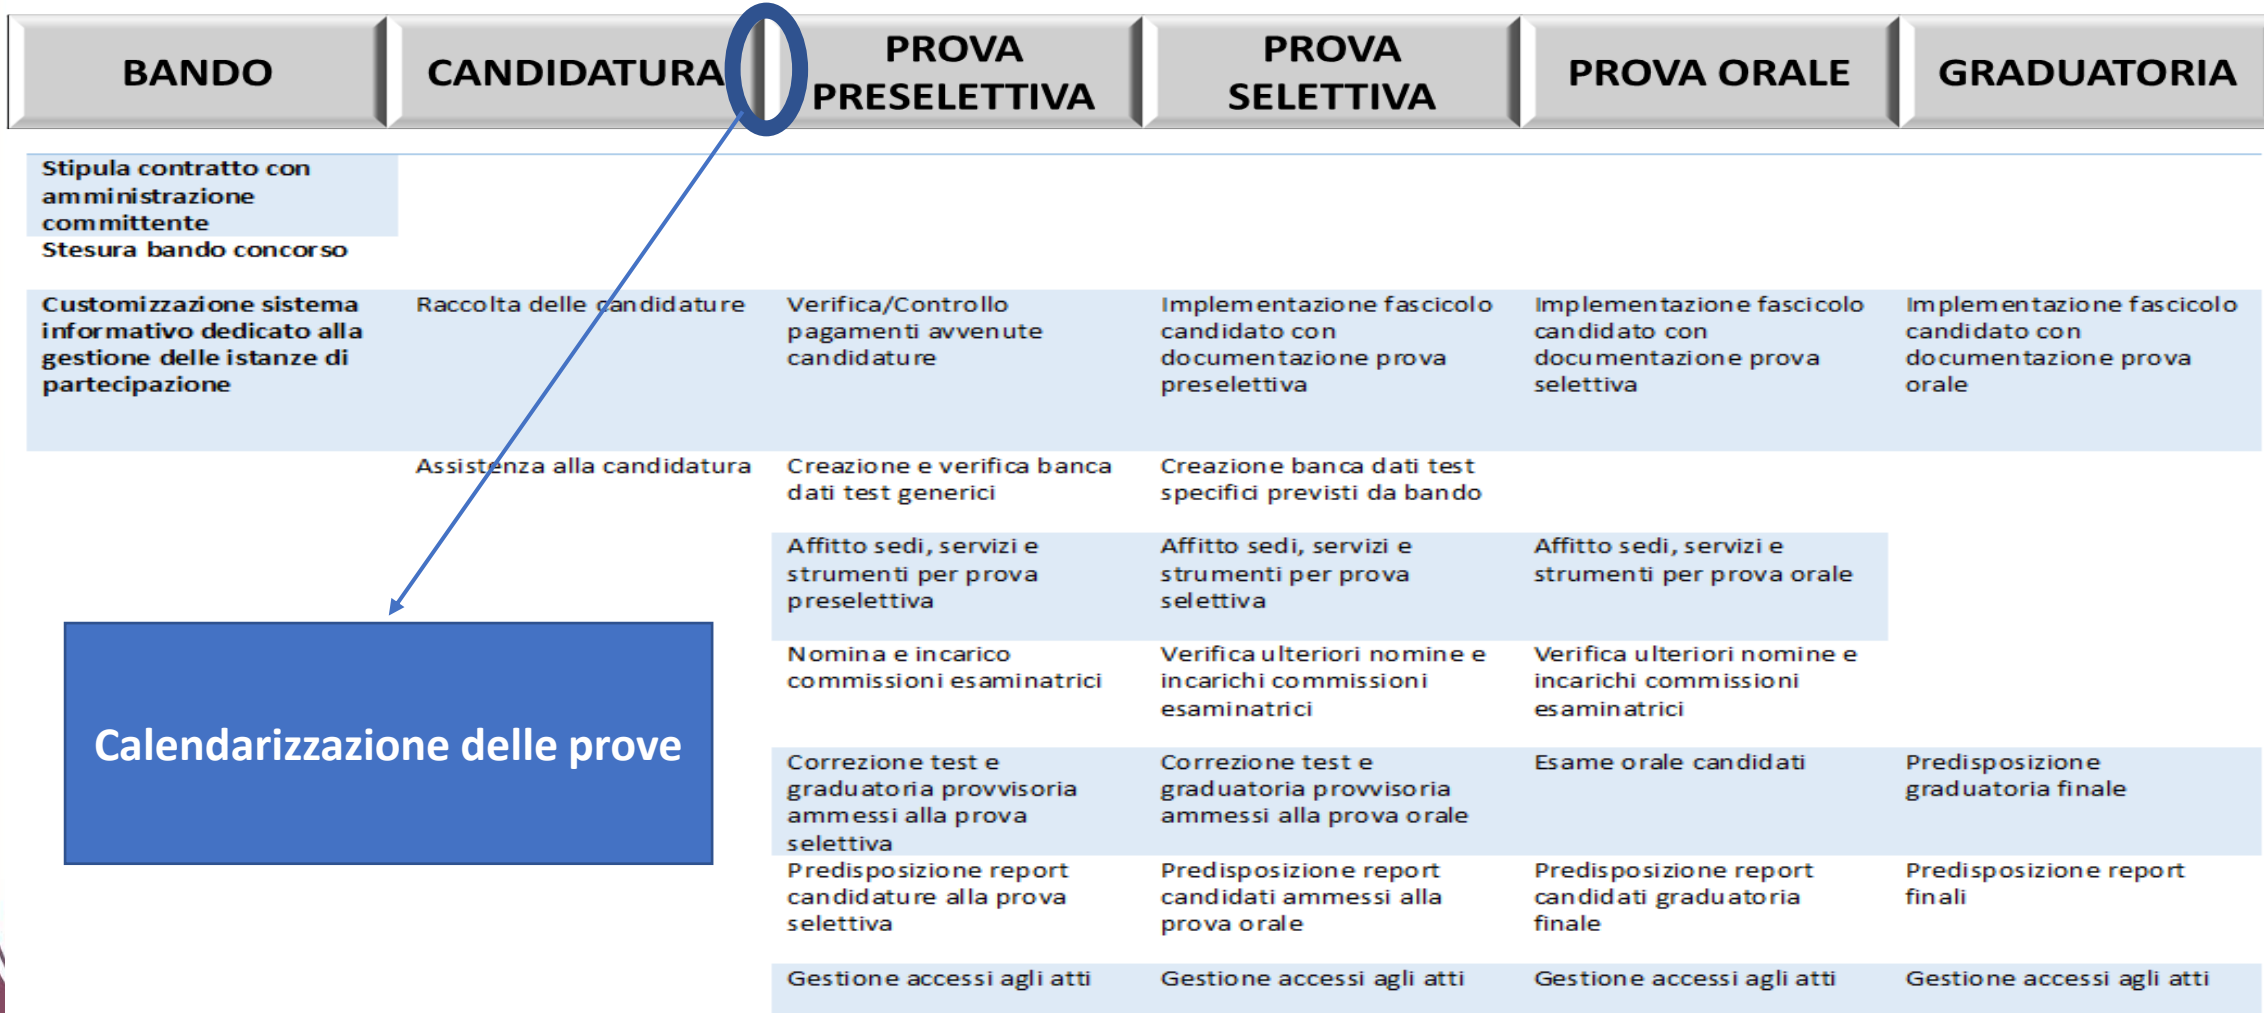 BANDO
CANDIDATURA
PROVA
PRESELETTIVA
PROVA
SELETTIVA
PROVA ORALE
GRADUATORIA
Stipula contratto con
amministrazione
committente
Stesura bando concorso
Customizzazione sistema
informativo dedicato alla
gestione delle istanze di
partecipazione
Raccolta delle candidature
Verifica/Controllo
pagamenti avvenute
candidature
Implementazione fascicolo
candidato con
documentazione prova
preselettiva
Implementazione fascicolo
candidato con
documentazione prova
selettiva
Implementazione fascicolo
candidato con
documentazione prova
orale
Assistenza alla candidatura
Creazione e verifica banca
dati test generici
Creazione banca dati test
specifici previsti da bando
Affitto sedi, servizi e
strumenti per prova
preselettiva
Affitto sedi, servizi e
strumenti per prova
selettiva
Affitto sedi, servizi e
strumenti per prova orale
Nomina e incarico
commissioni esaminatrici
Verifica ulteriori nomine e
incarichi commissioni
esaminatrici
Verifica ulteriori nomine e
incarichi commissioni
esaminatrici
Calendarizzazione delle prove
Correzione test e
graduatoria provvisoria
ammessi alla prova
selettiva
Correzione test e
graduatoria provvisoria
ammessi alla prova orale
Esame orale candidati
Predisposizione
graduatoria finale
Predisposizione report
candidature alla prova
selettiva
Predisposizione report
candidati ammessi alla
prova orale
Predisposizione report
candidati graduatoria
finale
Predisposizione report
finali
Gestione accessi agli atti
Gestione accessi agli atti
Gestione accessi agli atti
Gestione accessi agli atti